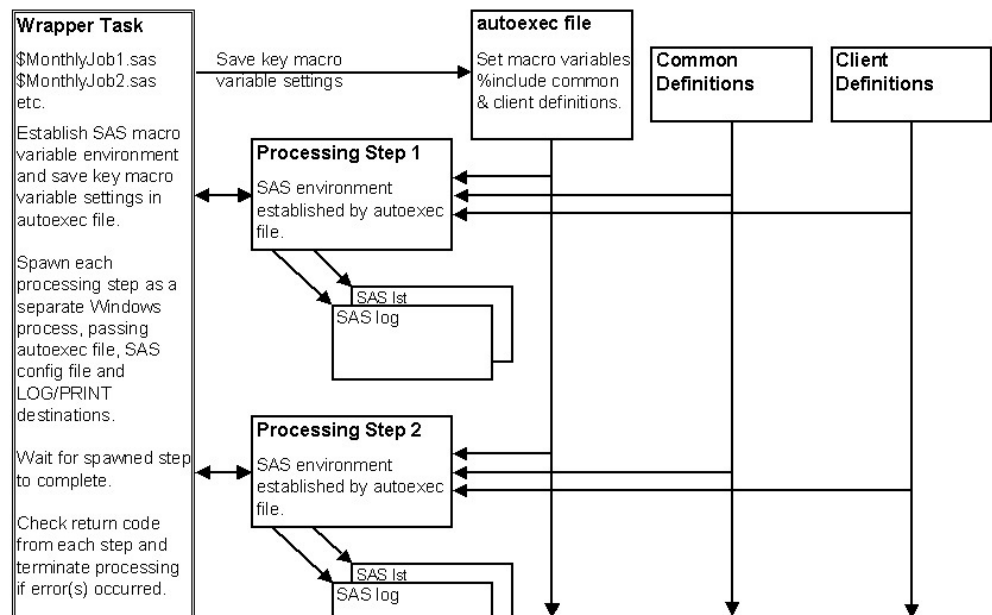 Wrapper Task
$MonthlyJob1.sas
$MonthlyJob2.sas
etc.
Establish SAS macro
variable environment
and save key macro
variable settings in
autoexec file.
Spawn each
processing step as a
separate Windows
process, passing
autoexec file, SAS
config file and
LOG/PRINT
destinations.
Wait for spawned step
to complete.
Check return code
from each step and
terminate processing
if error(s) occurred.
Save key macro
variable settings
autoexec file
Set macro variables
%include common
& client definitions.
Common
Definitions
Client
Definitions
Processing Step 1
SAS environment
established by autoexec
file.
SAS lst
SAS log
Processing Step 2
SAS environment
established by autoexec
file.
SAS lst
SAS log